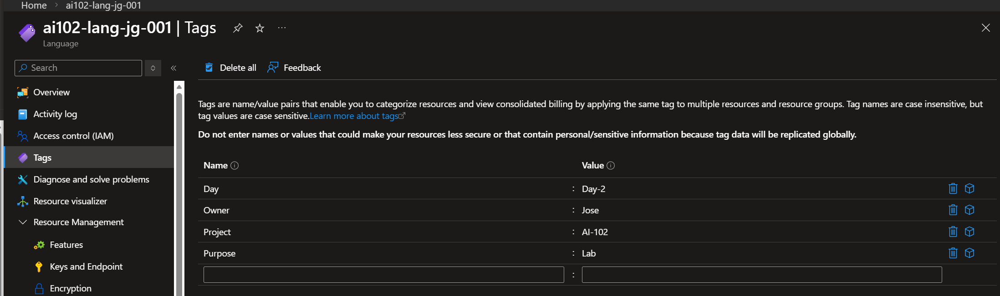 Home > ai102-lang-jg-001
ai102-lang-jg-001 | Tags
Language
Search
Delete all
Feedback
Overview
Activity log
Access control (IAM)
Tags
Diagnose and solve problems
Resource visualizer
Resource Management
Features
Keys and Endpoint
Encryption
Tags are name/value pairs that enable you to categorize resources and view consolidated billing by applying the same tag to multiple resources and resource groups. Tag names are case insensitive, but
tag values are case sensitive.Learn more about tags
Do not enter names or values that could make your resources less secure or that contain personal/sensitive information because tag data will be replicated globally.
Name Value
Day : Day-2
Owner : Jose
Project : AI-102
Purpose : Lab
: